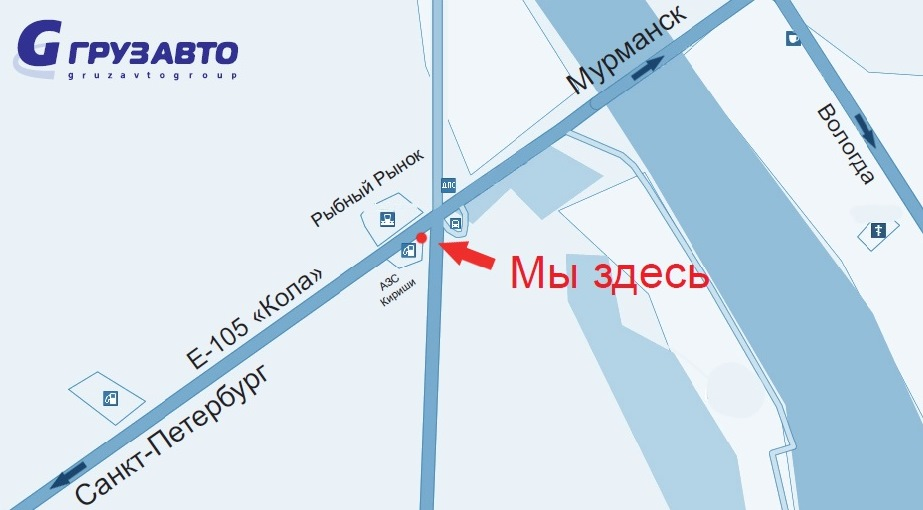 ГРУЗАВТО
gruzavtogroup
Мурманск
Вологда
Рыбный Рынок
ДПС
Мы здесь
АЗС
Кириши
Е-105 «Кола»
Санкт-Петербург